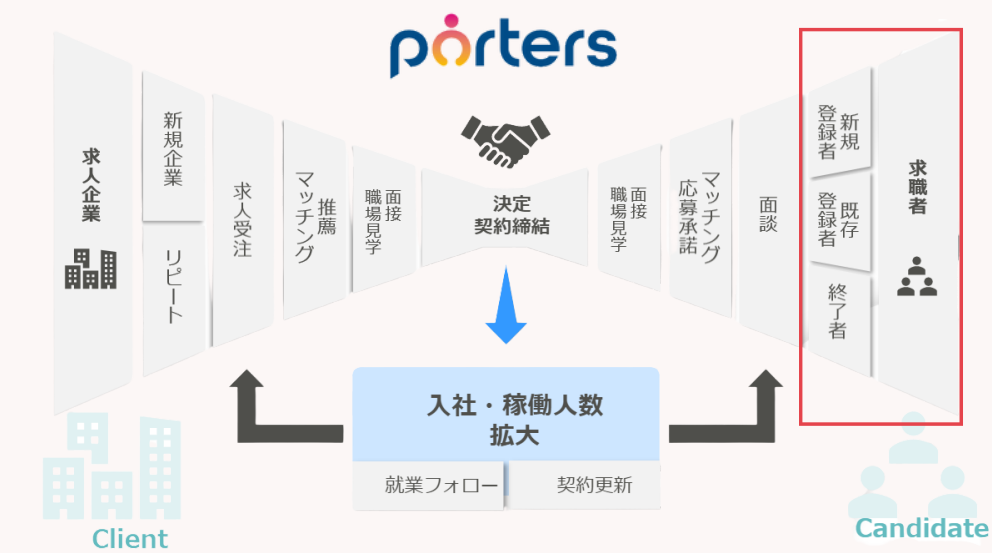 porters
求人企業
新規企業
リピート
求人受注
推薦
マッチング
面接
職場見学
決定
契約締結
面接
職場見学
マッチング
応募承諾
面談
新規
登録者
既存
登録者
終了者
求職者
入社・稼働人数
拡大
就業フォロー
契約更新
Client
Candidate